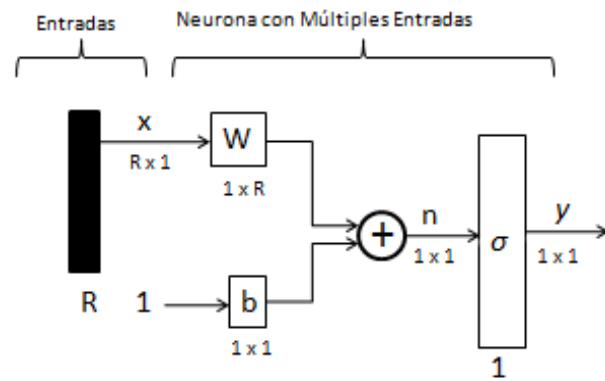 Entradas
Neurona con Múltiples Entradas
x
R x 1
W
1 x R
+
n
1 x 1
σ
y
1 x 1
R
1
b
1 x 1
1